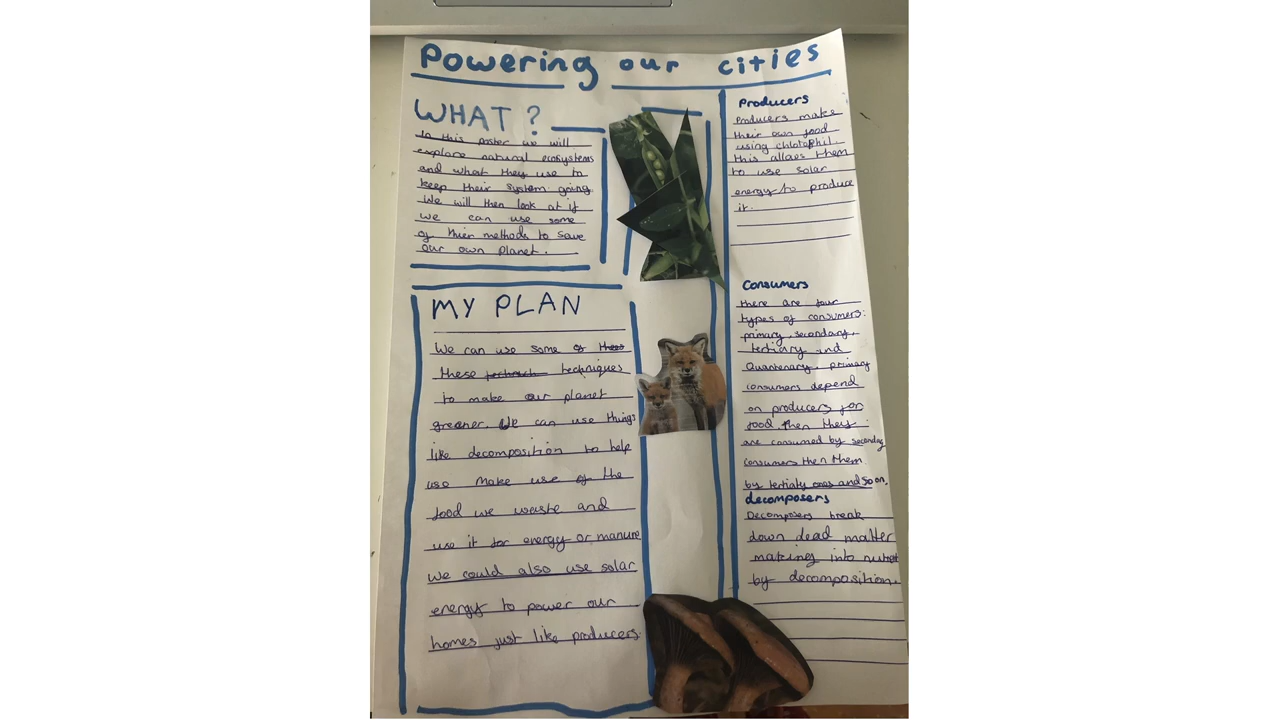 Powering our cities
WHAT?
In this poster we will
explore natural ecosystems
and what they use to
keep their system going
We will then look at if
we can use some
of thier methods to save
our own planet.
MY PLAN
We can use some of
these techniques
to make our planet
greener. We can use things
like decomposition to help
use make use of the
food we waste and
use it for energy or manure
we could also use solar
energy to power our
homes just like producers.
Producers
Producers make
their own food
using
this allows them
to use solar
energy to produce
it.
Consumers
there are four
types of consumers:
primary, secondary,
tertiary and
Quantenary. primary
consumers depend
on producers for
food. then they
are consumed by secondary
consumers then them
by tertiaty ones and so on.
decomposers
Decomposers break
down dead matter
making into
by decomposition.